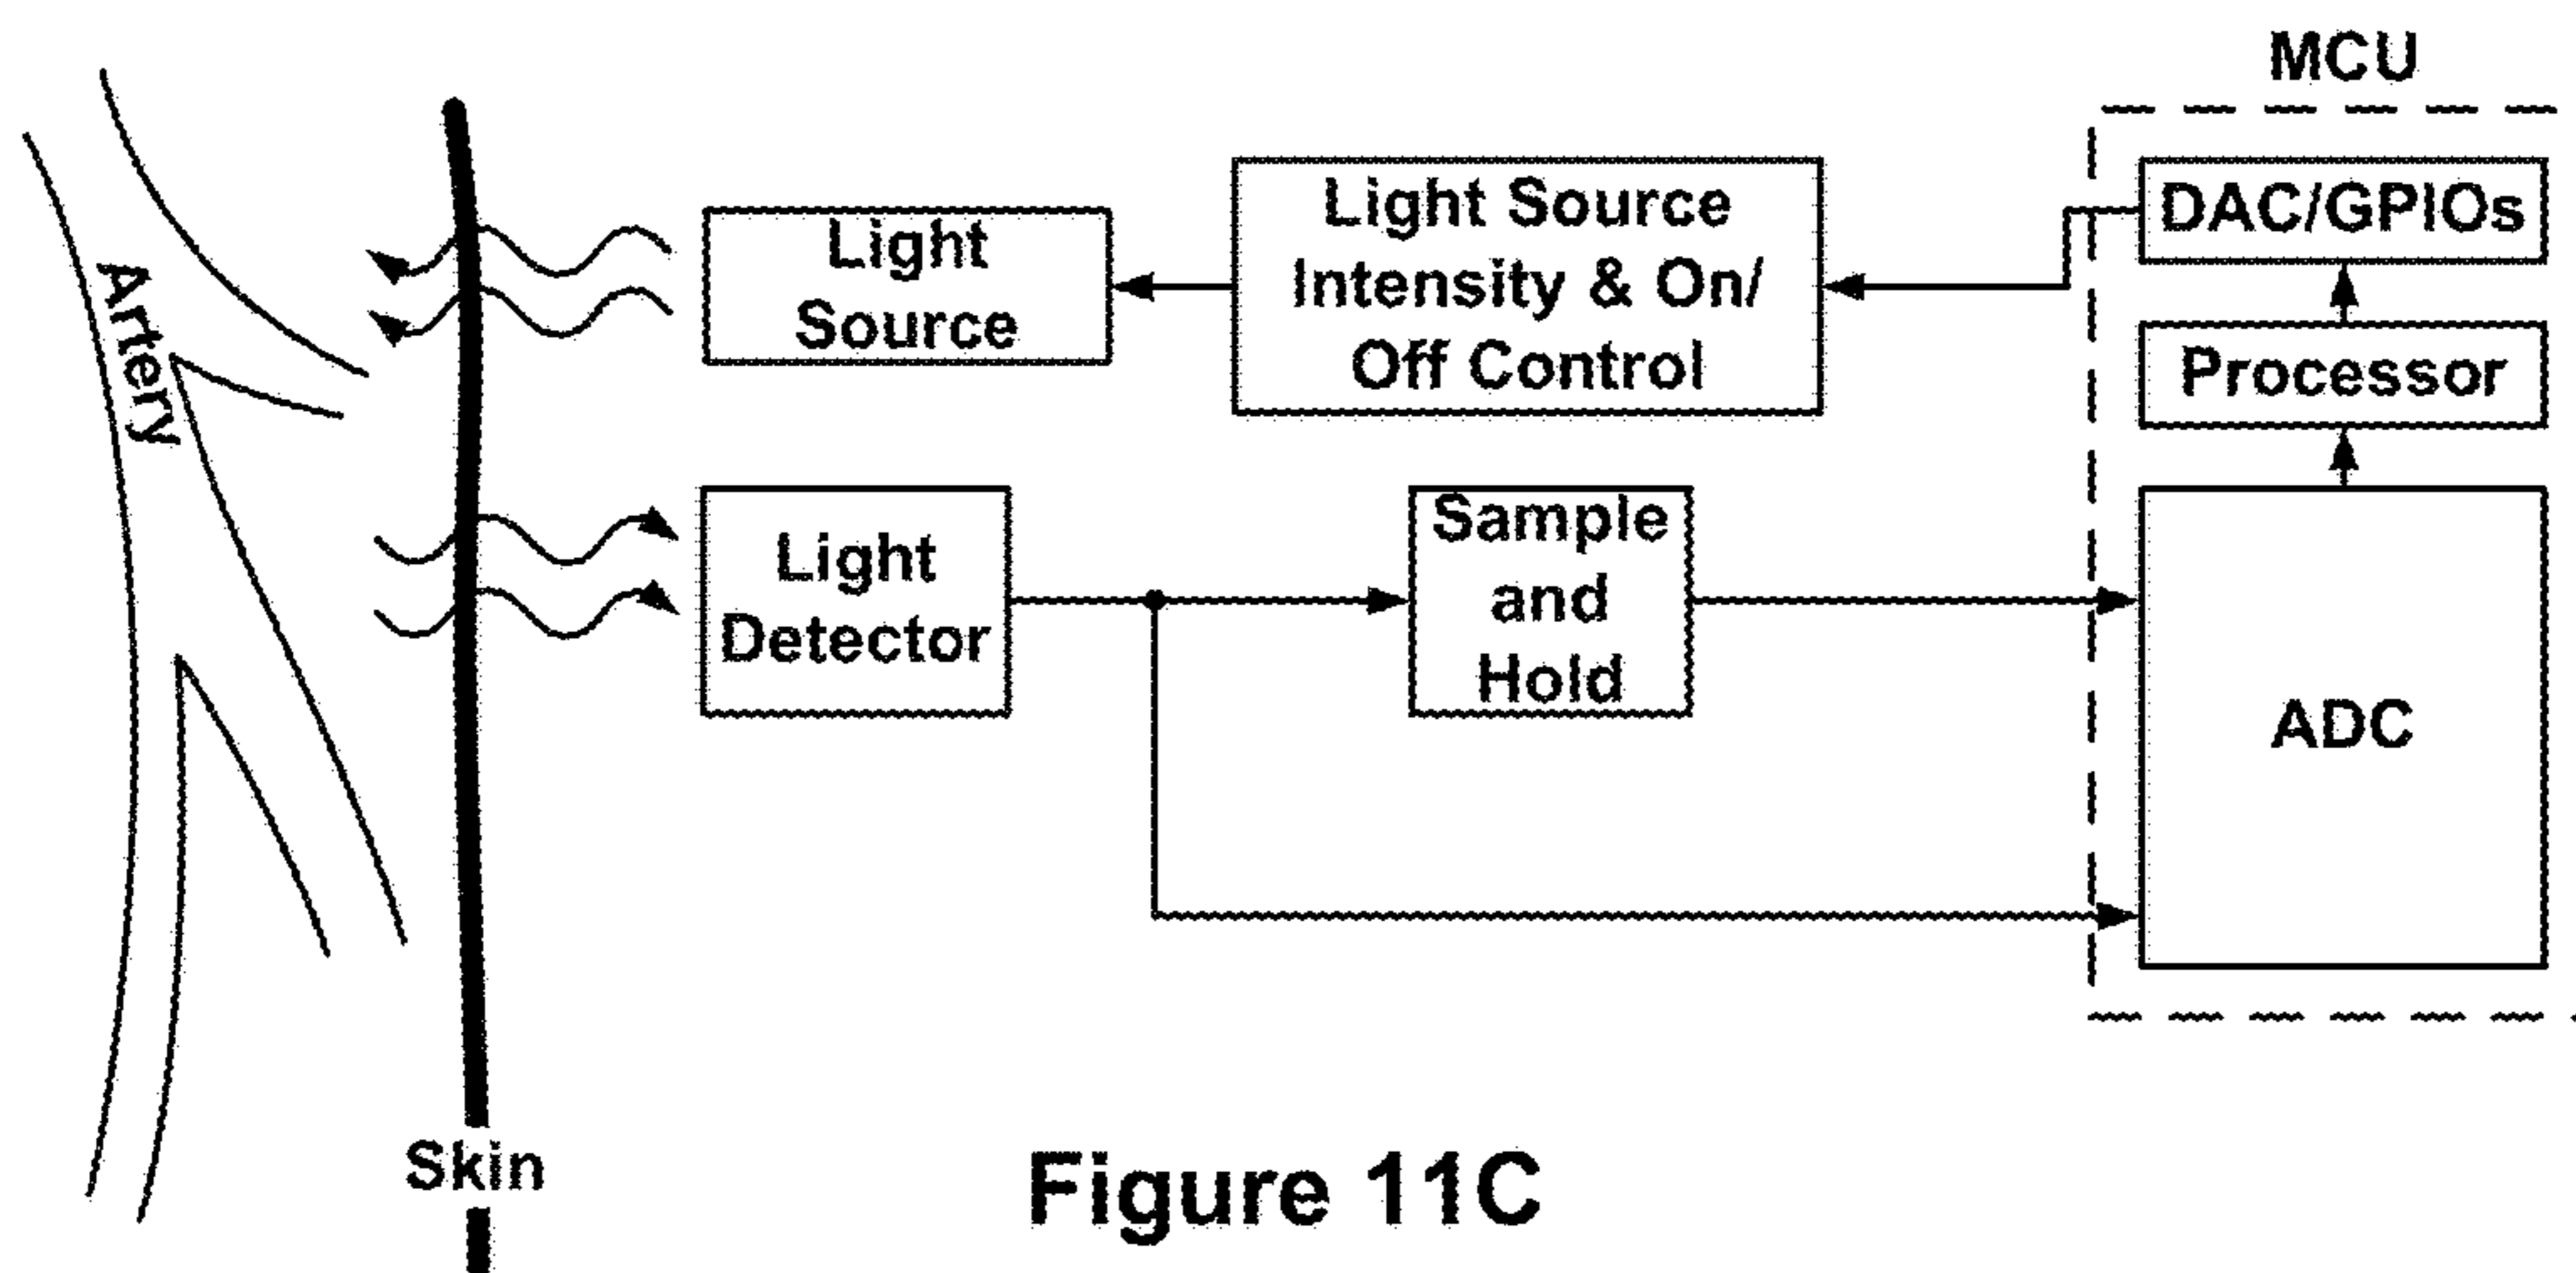 MCU
Light Source
Intensity & On/
Off Control
DAC/GPIOs
Light
Source
Artery
Processor
Light
Detector
Sample
and
Hold
ADC
Skin
Figure 11C